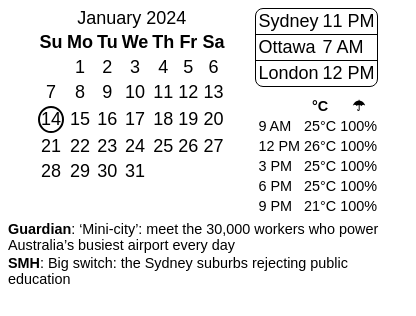 January 2024
Su Mo Tu We Th Fr Sa
1 2 3 4 5 6
7 8 9 10 11 12 13
14 15 16 17 18 19 20
21 22 23 24 25 26 27
28 29 30 31
Sydney 11 PM
Ottawa 7 AM
London 12 PM
°C ☂
9 AM 25°C 100%
12 PM 26°C 100%
3 PM 25°C 100%
6 PM 25°C 100%
9 PM 21°C 100%
Guardian: ‘Mini-city’: meet the 30,000 workers who power
Australia’s busiest airport every day
SMH: Big switch: the Sydney suburbs rejecting public
education